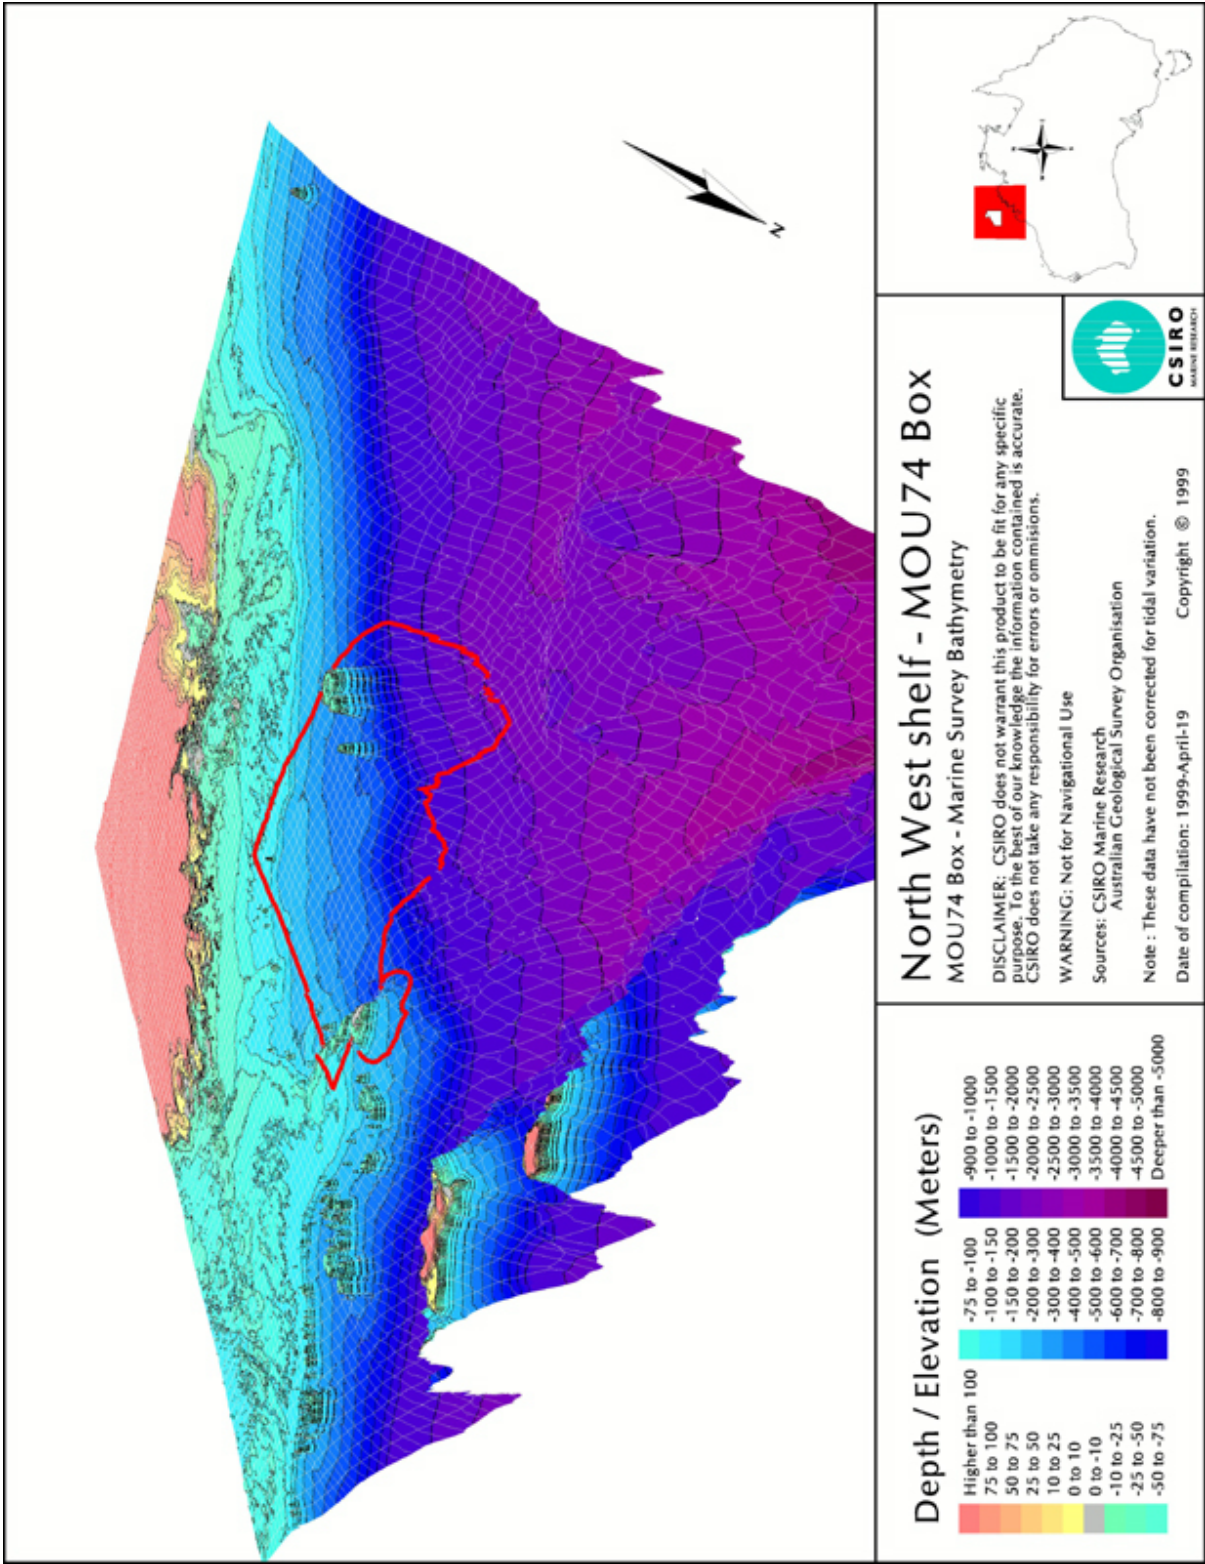 N
North West shelf - MOU74 Box
MOU74 Box - Marine Survey Bathymetry
DISCLAIMER: CSIRO does not warrant this product to be fit for any specific
purpose. To the best of our knowledge the information contained is accurate.
CSIRO does not take any responsibility for errors or ommisions.
WARNING: Not for Navigational Use
Sources: CSIRO Marine Research
Australian Geological Survey Organisation
Note : These data have not been corrected for tidal variation.
Date of compilation: 1999-April-19 Copyright © 1999
CSIRO
MARINE RESEARCH
Depth / Elevation (Meters)
Higher than 100
75 to 100
50 to 75
25 to 50
10 to 25
0 to 10
0 to -10
-10 to -25
-25 to -50
-50 to -75
-75 to -100
-100 to -150
-150 to -200
-200 to -300
-300 to -400
-400 to -500
-500 to -600
-600 to -700
-700 to -800
-800 to -900
-900 to -1000
-1000 to -1500
-1500 to -2000
-2000 to -2500
-2500 to -3000
-3000 to -3500
-3500 to -4000
-4000 to -4500
-4500 to -5000
Deeper than -5000